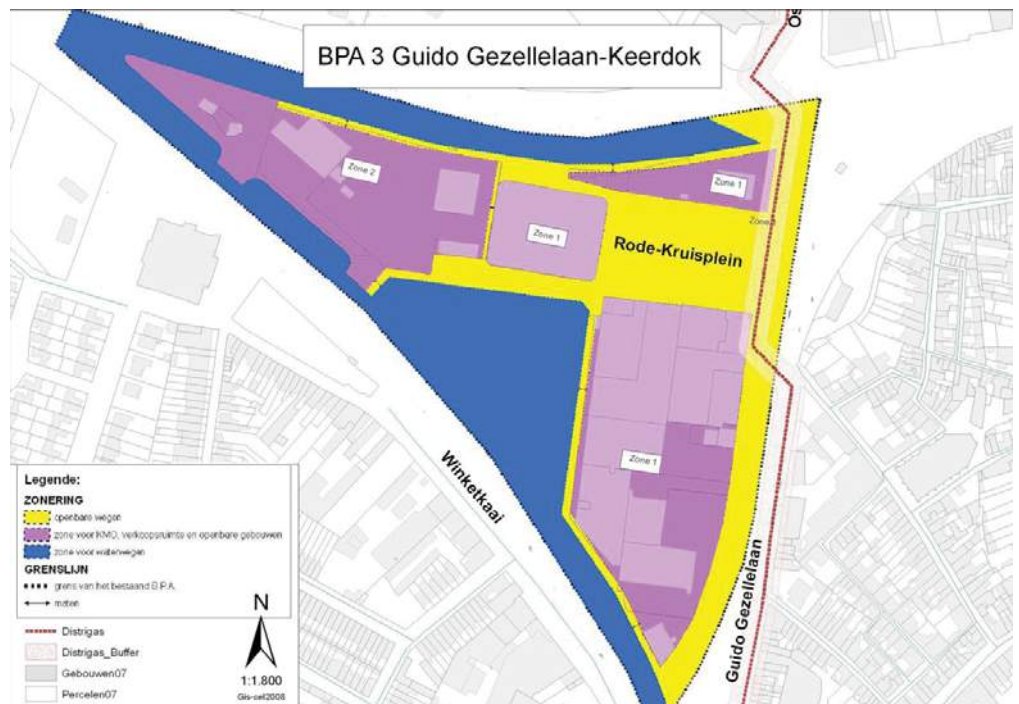 Os
BPA 3 Guido Gezellelaan-Keerdok
Zone 2
Zone 1
Zone 1
Rode-Kruisplein
Zone 1
Winketkaai
Guido Gezellelaan
Legende:
ZONERING
openbare wegen
zone voor KMO, verkoopsruimte en openbare gebouwen
zone voor waterwegen
GRENSLIJN
grens van het bestaand B.P.A.
meten
Distrigas
Distrigas_Buffer
Gebouwen07
Percelen07
N
1:1.800
Gis-cel2008